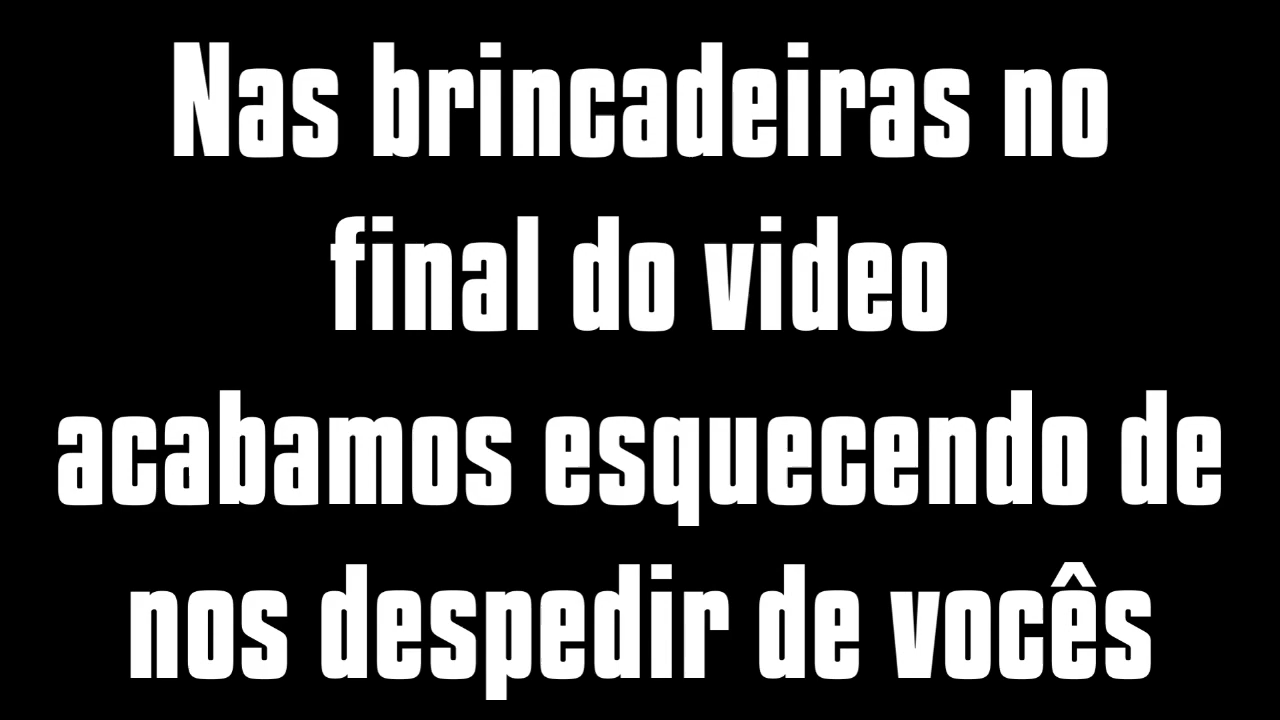 Nas brincadeiras no
final do video
acabamos esquecendo de
nos despedir de vocês